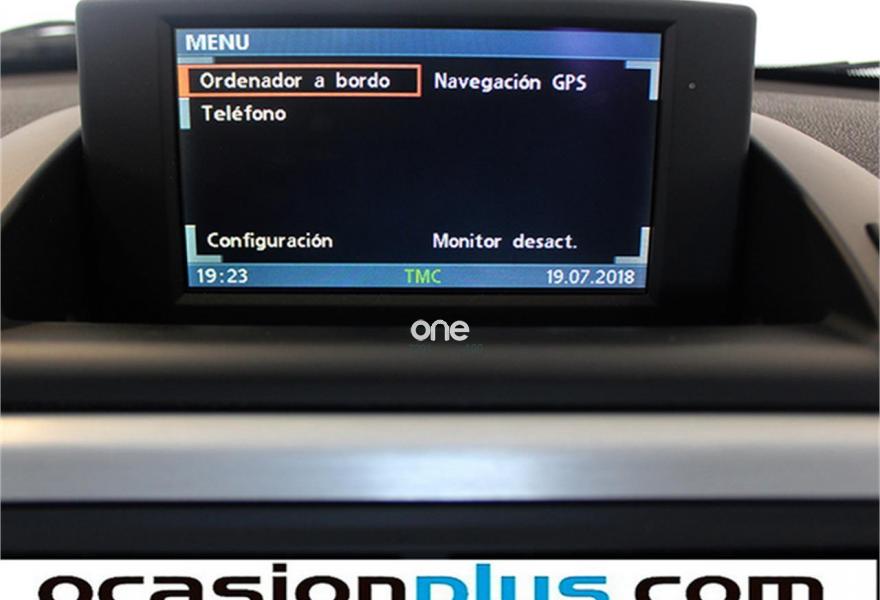 MENU
Ordenador a bordo Navegación GPS
Teléfono
Configuración Monitor desact.
19:23 TMC 19.07.2018
one
ocasionplus.com